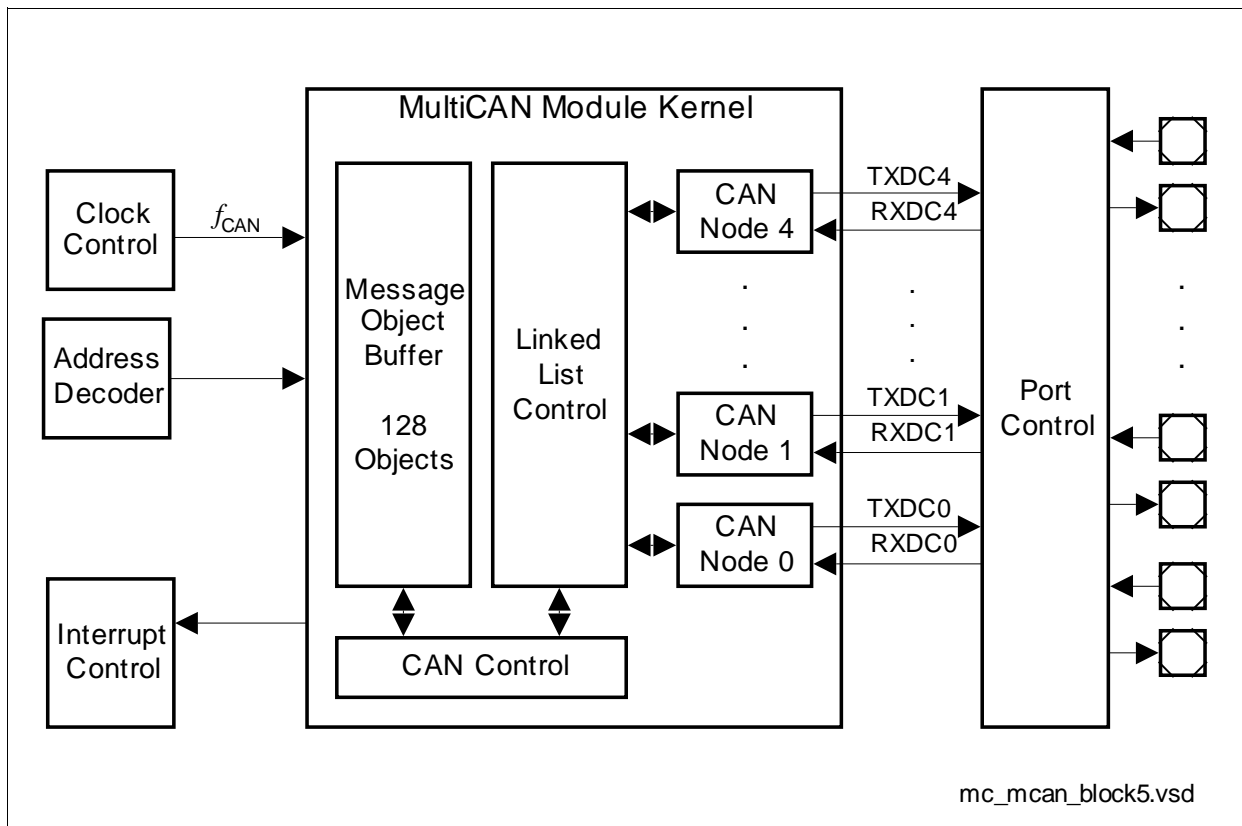 MultiCAN Module Kernel
Clock
Control
f CAN
Address
Decoder
Interrupt
Control
Message
Object
Buffer
128
Objects
Linked
List
Control
CAN Control
CAN
Node 4
CAN
Node 1
CAN
Node 0
TXDC4
RXDC4
TXDC1
RXDC1
TXDC0
RXDC0
Port
Control
mc_mcan_block5.vsd